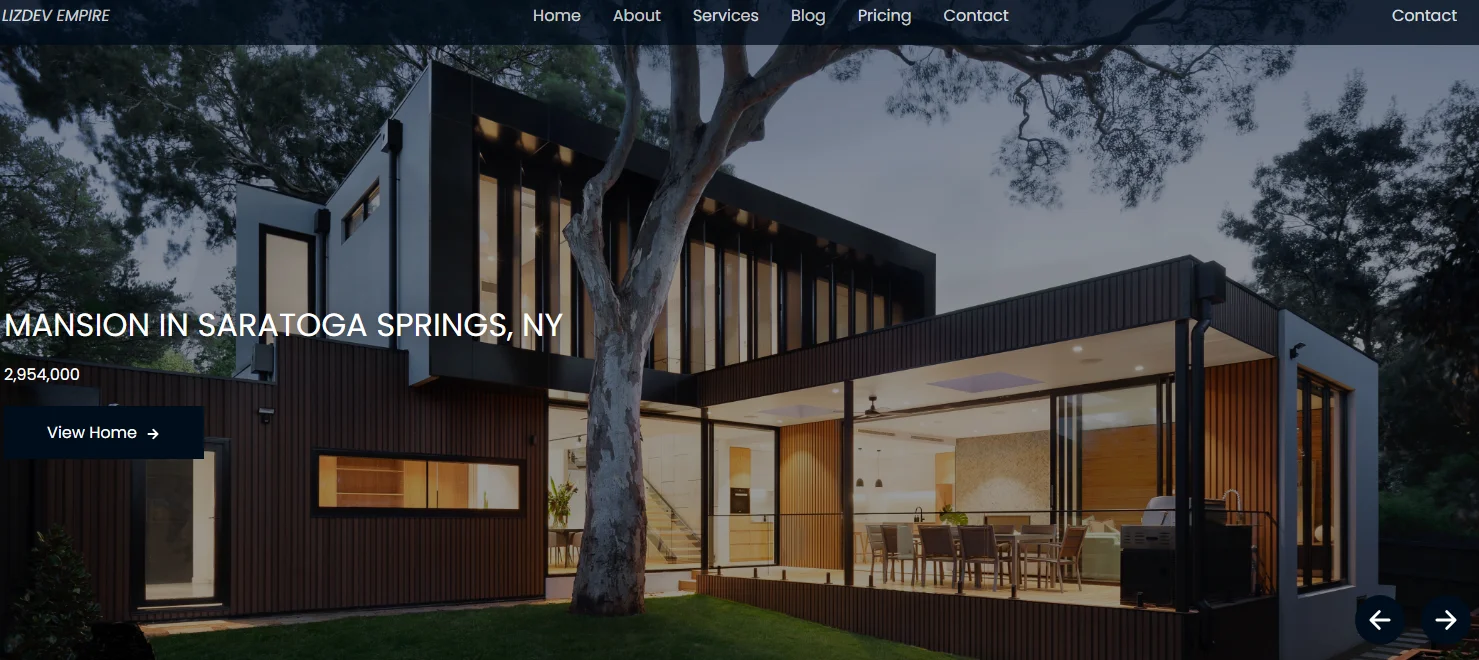 LIZDEV EMPIRE
Home About Services Blog Pricing Contact
Contact
MANSION IN SARATOGA SPRINGS, NY
2,954,000
View Home →